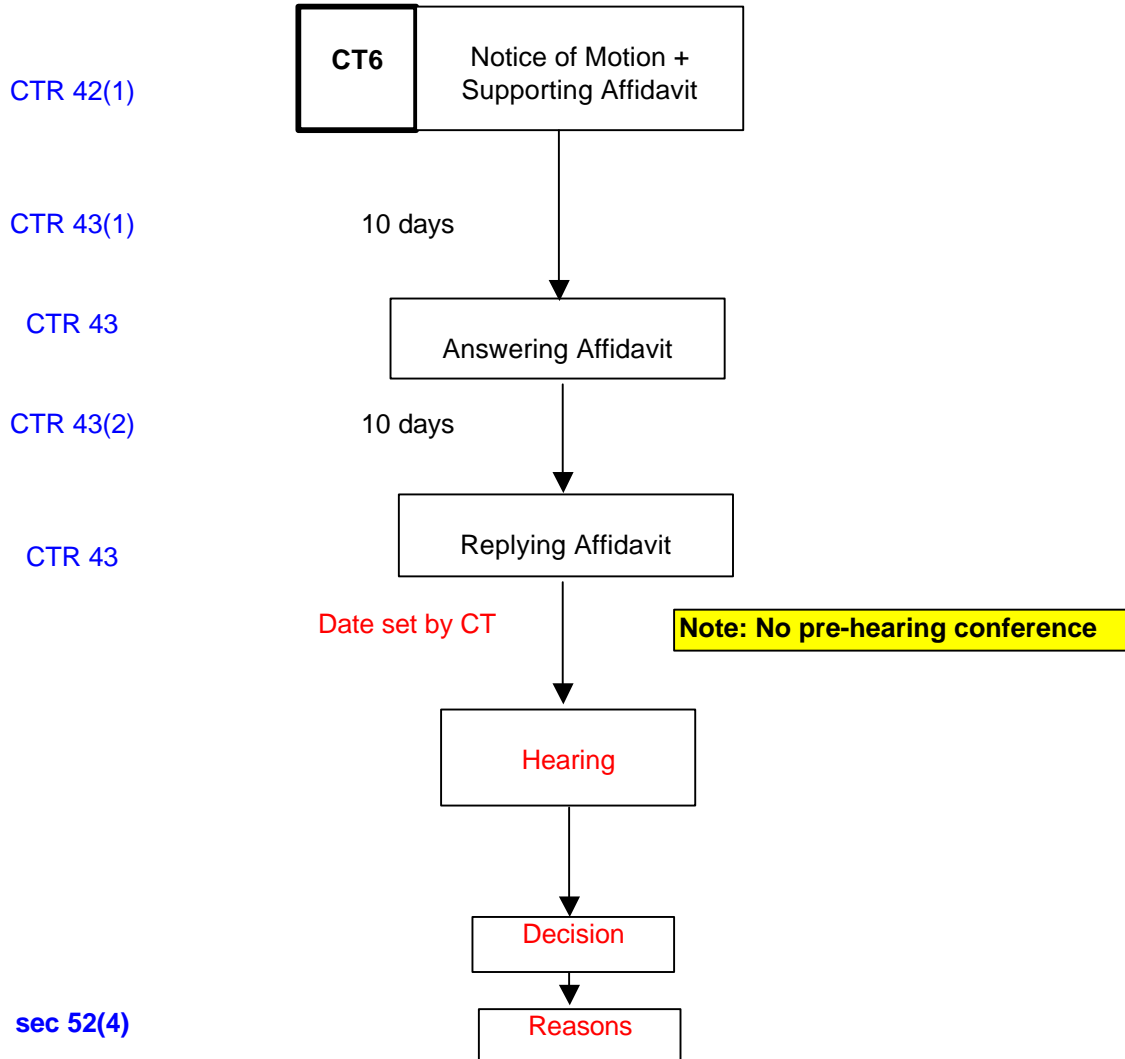 CT6
Notice of Motion +
Supporting Affidavit
CTR 42(1)
CTR 43(1)
10 days
CTR 43
Answering Affidavit
CTR 43(2)
10 days
Replying Affidavit
CTR 43
Date set by CT
Note: No pre-hearing conference
Hearing
Decision
sec 52(4)
Reasons